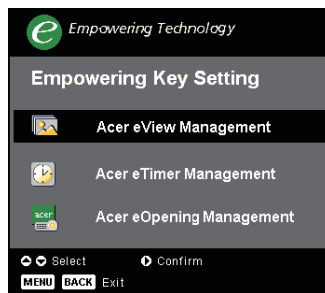 e Empowering Technology
Empowering Key Setting
Acer eView Management
Acer eTimer Management
acer Acer eOpening Management
Select Confirm
MENU BACK Exit